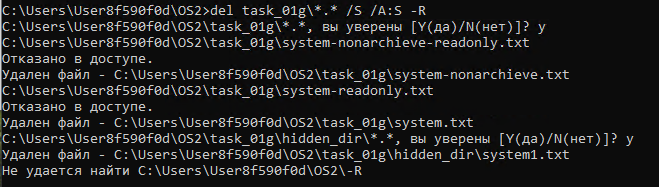 C:\Users\User8f590f0d\OS2>del task_01g\*.* /S /A:S -R
C:\Users\User8f590f0d\OS2\task_01g\*.*, вы уверены [Y(да)/N(нет)]? y
C:\Users\User8f590f0d\OS2\task_01g\system-nonarchieve-readonly.txt
Отказано в доступе.
Удален файл - C:\Users\User8f590f0d\OS2\task_01g\system-nonarchieve.txt
C:\Users\User8f590f0d\OS2\task_01g\system-readonly.txt
Отказано в доступе.
Удален файл - C:\Users\User8f590f0d\OS2\task_01g\system.txt
C:\Users\User8f590f0d\OS2\task_01g\hidden_dir\*.*, вы уверены [Y(да)/N(нет)]? y
Удален файл - C:\Users\User8f590f0d\OS2\task_01g\hidden_dir\system1.txt
Не удается найти C:\Users\User8f590f0d\OS2\-R